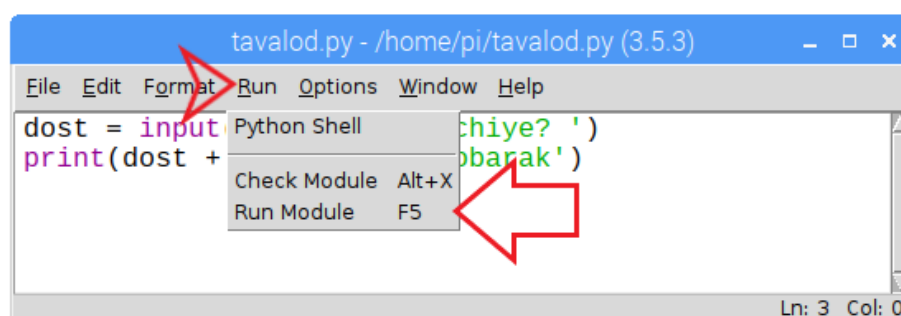 tavalod.py - /home/pi/tavalod.py (3.5.3)
File Edit Format Run Options Window Help
dost = input( chiye? ')
print(dost + obarak')
Python Shell
Check Module Alt+X
Run Module F5
Ln: 3 Col: 0